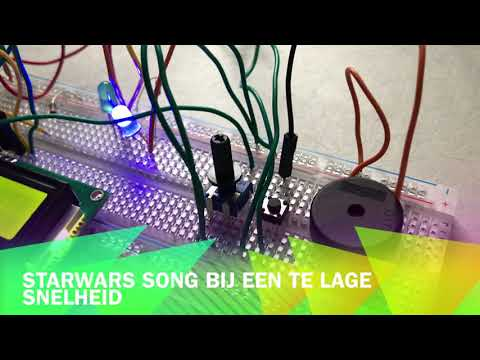 STARWARS SONG BIJ EEN TE LAGE
SNELHEID